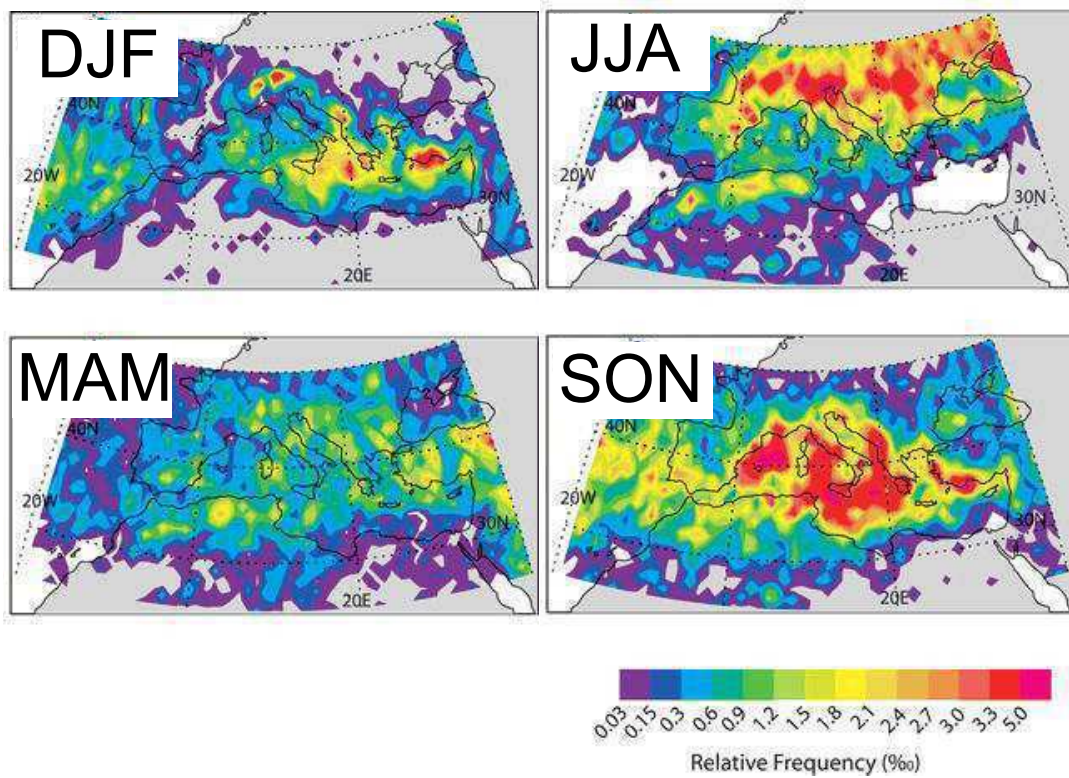 DJF
40N
20W
30N
20E
JJA
40N
20W
30N
20E
MAM
40N
20W
30N
20E
SON
40N
20W
30N
20E
0.03 0.15 0.3 0.6 0.9 1.2 1.5 1.8 2.1 2.4 2.7 3.0 3.3 5.0
Relative Frequency (‰)